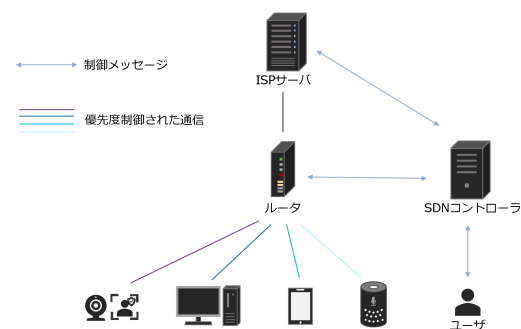 ISPサーバ
制御メッセージ
優先度制御された通信
ルータ
SDNコントローラ
ユーザ